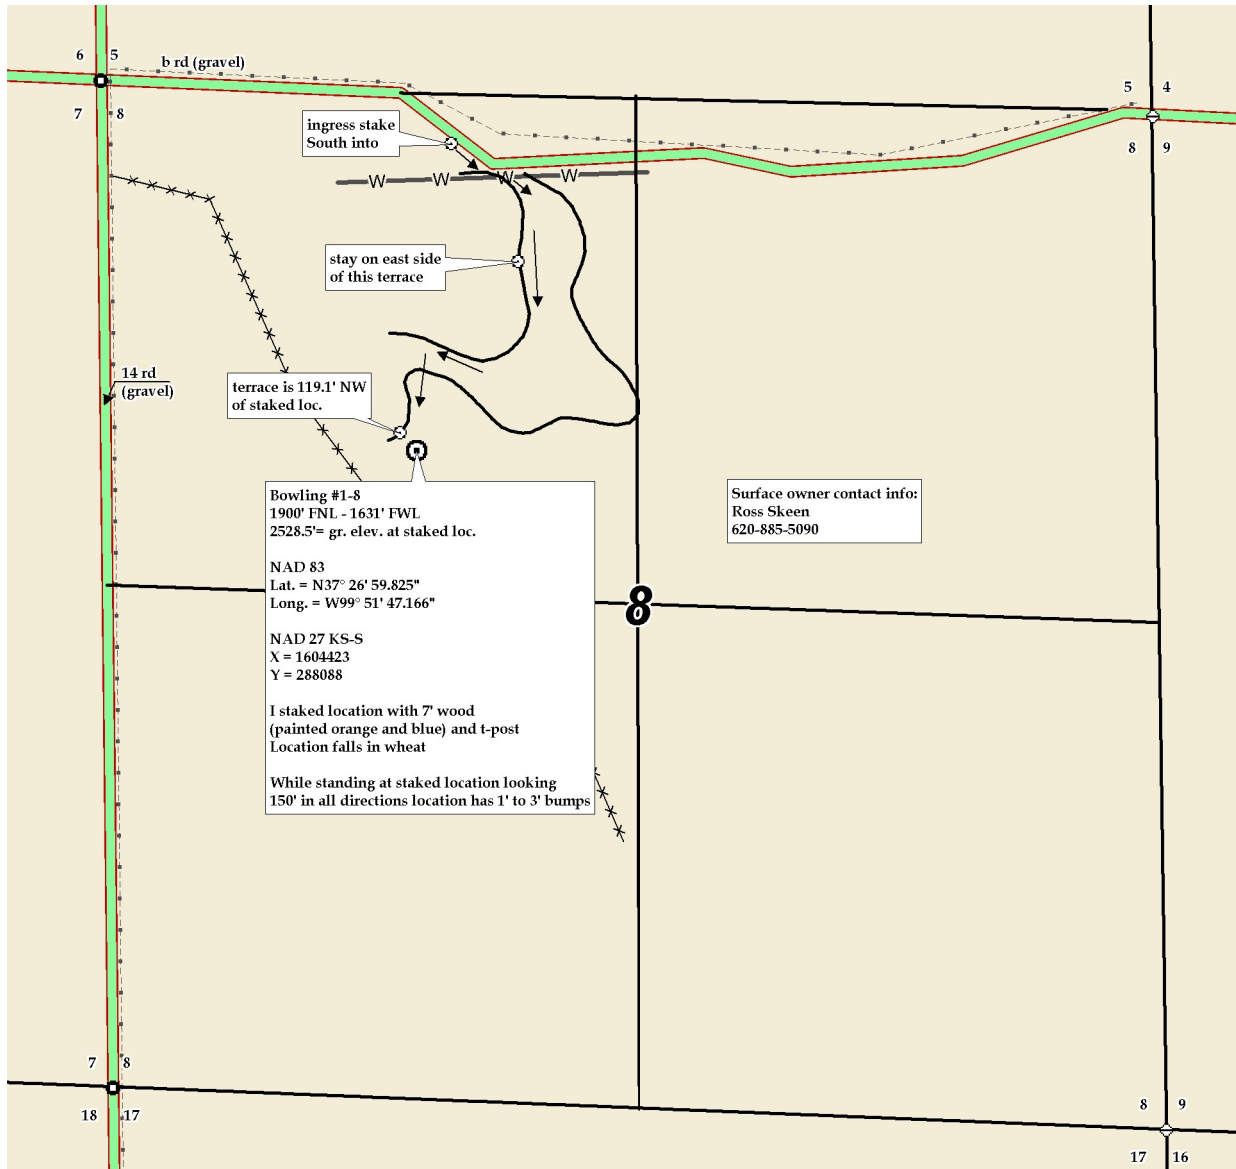 6 5
b rd (gravel)
5 4
7 8
8 9
ingress stake
South into
W W W W
stay on east side
of this terrace
14 rd
(gravel)
terrace is 119.1' NW
of staked loc.
Bowling #1-8
1900' FNL - 1631' FWL
2528.5'= gr. elev. at staked loc.
NAD 83
Lat. = N37° 26' 59.825"
Long. = W99° 51' 47.166"
NAD 27 KS-S
X = 1604423
Y = 288088
I staked location with 7' wood
(painted orange and blue) and t-post
Location falls in wheat
While standing at staked location looking
150' in all directions location has 1' to 3' bumps
Surface owner contact info:
Ross Skeen
620-885-5090
8
7 8
18 17
8 9
17 16